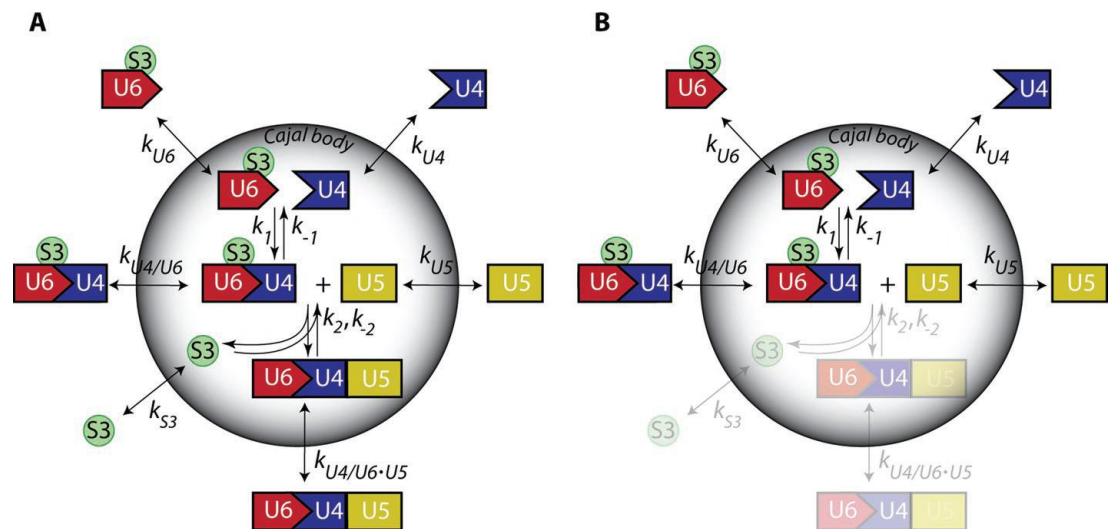 A
S3
U6
U4
k_U6
Cajal body
k_U4
S3
U6
U4
k_1
k_-1
S3
U6 U4
k_U4/U6
S3
U6 U4
+
U5
k_U5
U5
k_2, k_-2
S3
U6 U4 U5
k_S3
S3
k_U4/U6·U5
U6 U4 U5
B
S3
U6
U4
k_U6
Cajal body
k_U4
S3
U6
U4
k_1
k_-1
S3
U6 U4
k_U4/U6
S3
U6 U4
+
U5
k_U5
U5
k_2, k_-2
S3
U6 U4 U5
k_S3
S3
k_U4/U6·U5
U6 U4 U5